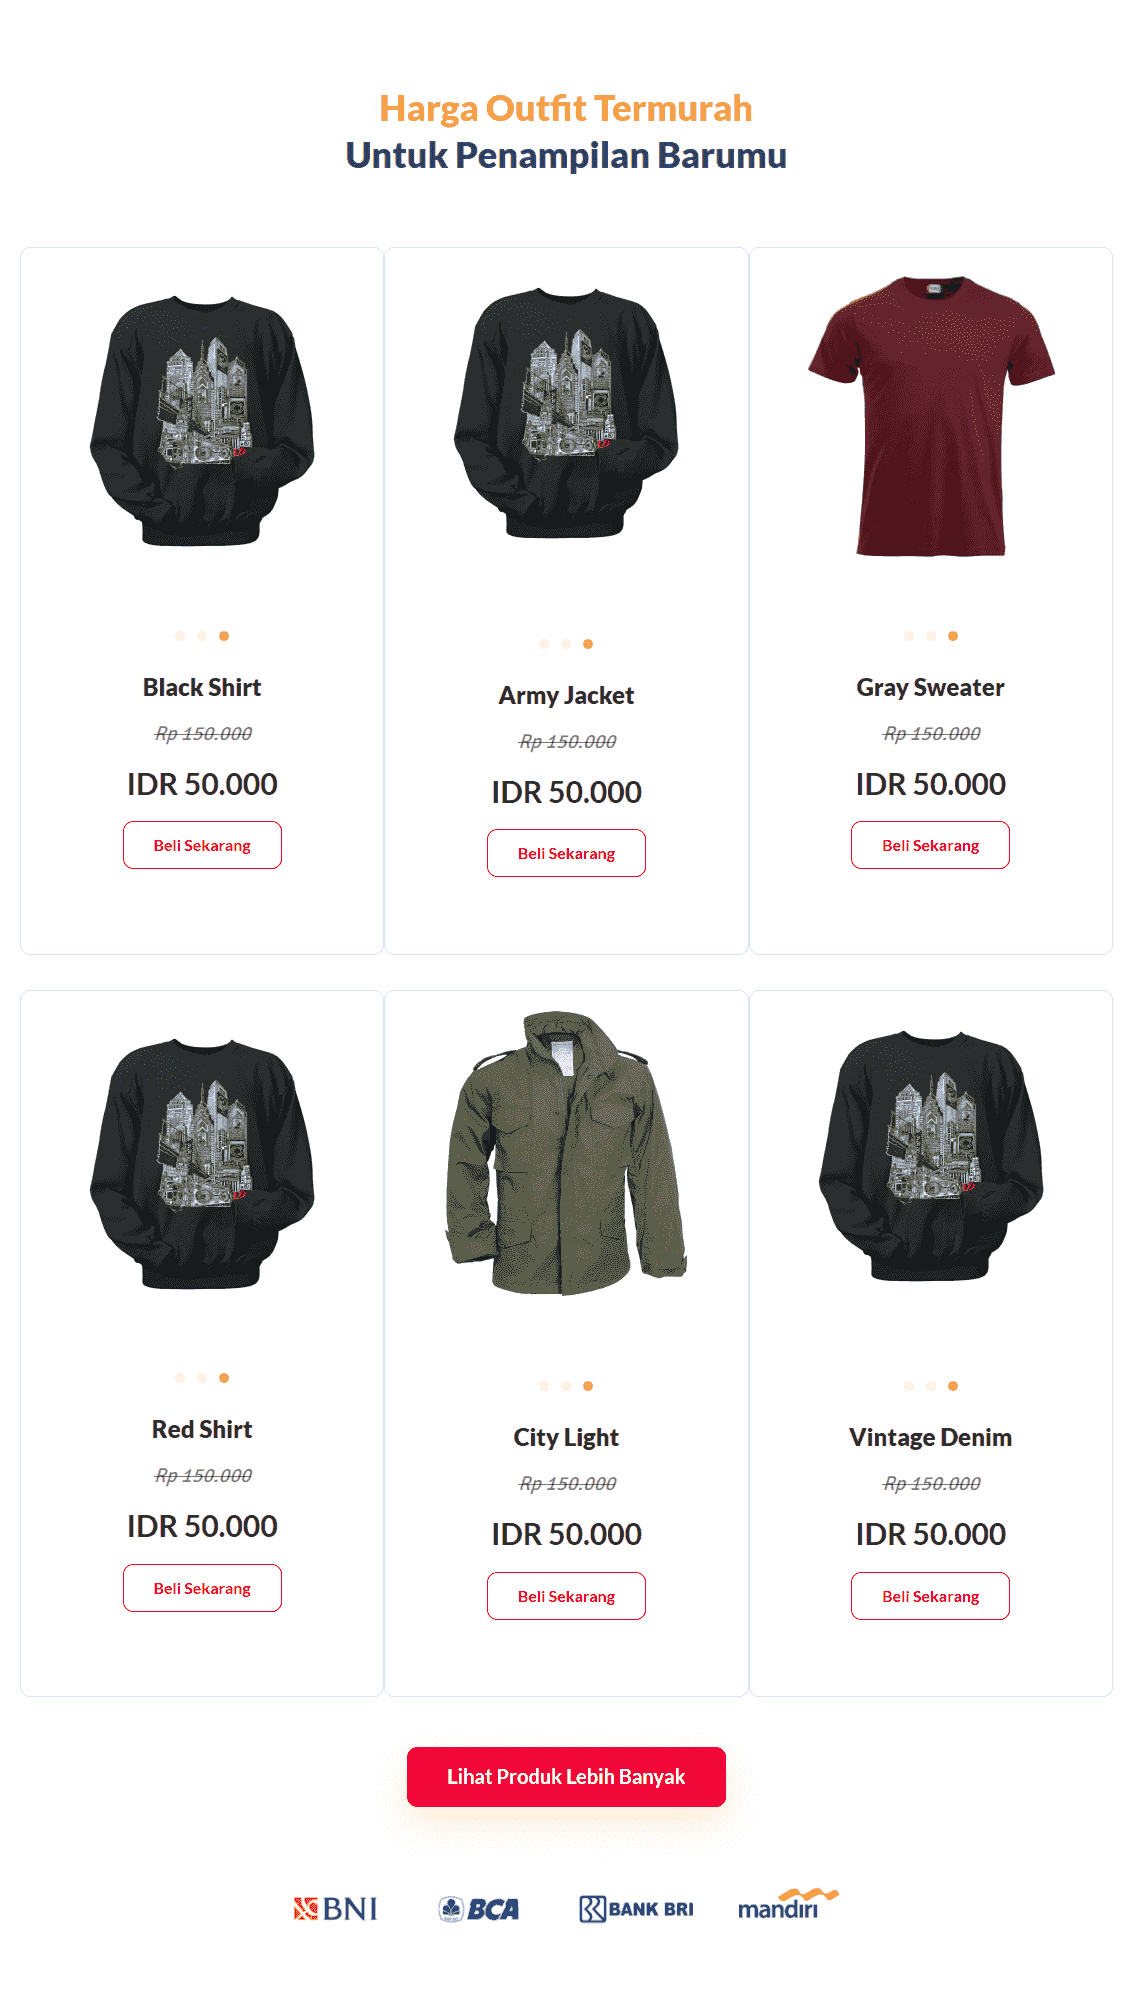 Harga Outfit Termurah
Untuk Penampilan Barumu
Black Shirt
Rp 150.000
IDR 50.000
Beli Sekarang
Army Jacket
Rp 150.000
IDR 50.000
Beli Sekarang
Gray Sweater
Rp 150.000
IDR 50.000
Beli Sekarang
Red Shirt
Rp 150.000
IDR 50.000
Beli Sekarang
City Light
Rp 150.000
IDR 50.000
Beli Sekarang
Vintage Denim
Rp 150.000
IDR 50.000
Beli Sekarang
Lihat Produk Lebih Banyak
BNI
BCA
BANK BRI
mandiri